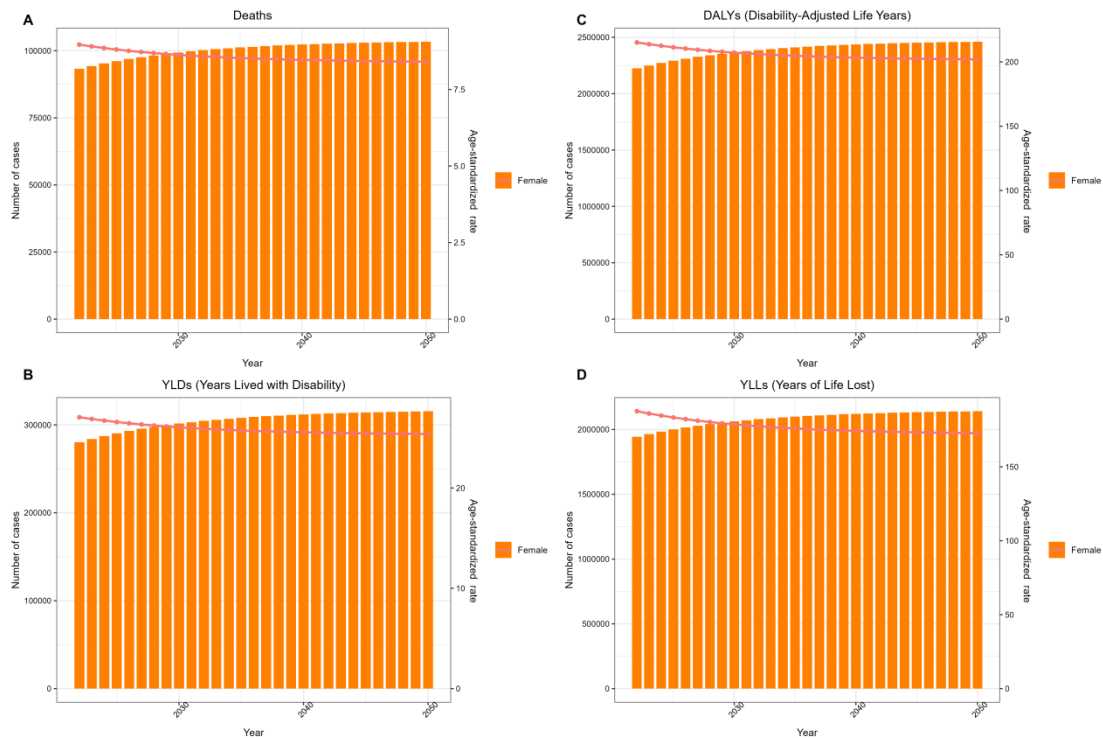 A
Deaths
100000
75000
50000
25000
0
7.5
5.0
2.5
0.0
Number of cases
Age-standardized rate
2030
2040
2050
Year
Female
C
DALYs (Disability-Adjusted Life Years)
2500000
2000000
1500000
1000000
500000
0
200
150
100
50
0
Number of cases
Age-standardized rate
2030
2040
2050
Year
Female
B
YLDs (Years Lived with Disability)
300000
200000
100000
0
20
10
0
Number of cases
Age-standardized rate
2030
2040
2050
Year
Female
D
YLLs (Years of Life Lost)
2000000
1500000
1000000
500000
0
150
100
50
0
Number of cases
Age-standardized rate
2030
2040
2050
Year
Female